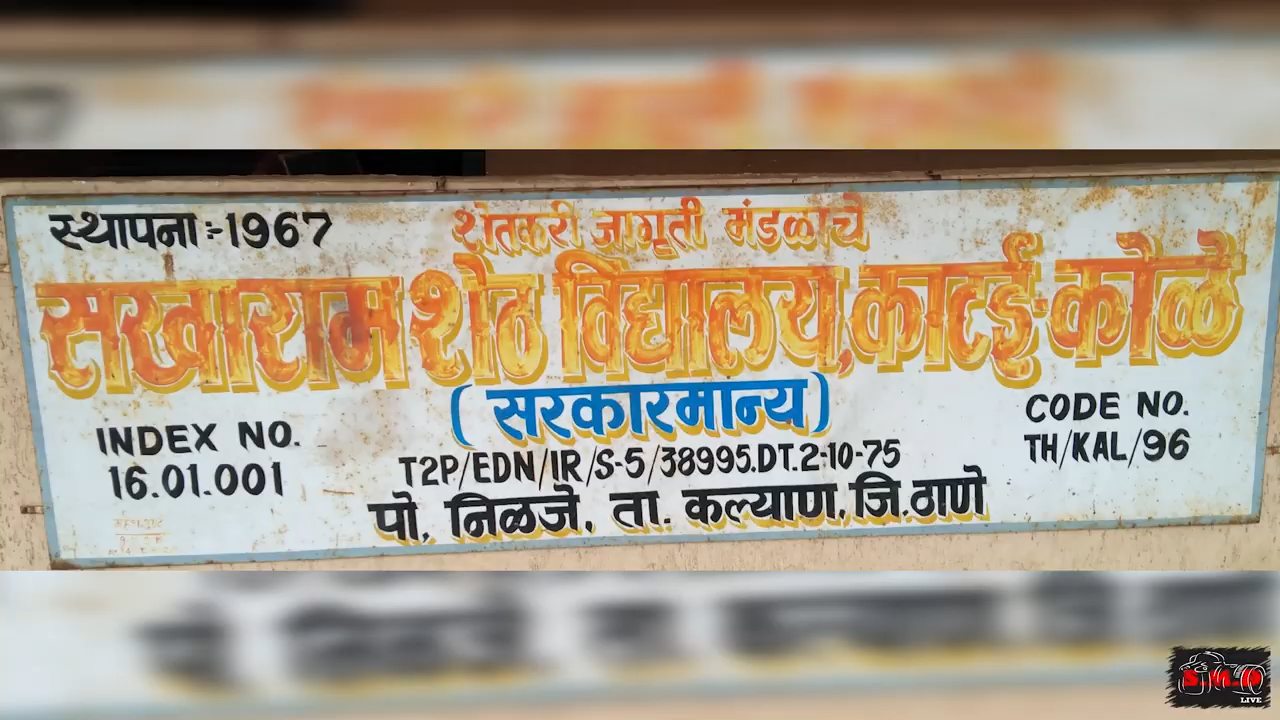 स्थापना:-1967
शेतकरी जागृती मंडळाचे
सखाराम शेठ विद्यालय, काटई-कोळे
(सरकारमान्य)
INDEX NO.
16.01.001
T2P/EDN/IR/S-5/38995.DT.2-10-75
CODE NO.
TH/KAL/96
पो. निळजे, ता. कल्याण, जि.ठाणे
S.M.O
LIVE